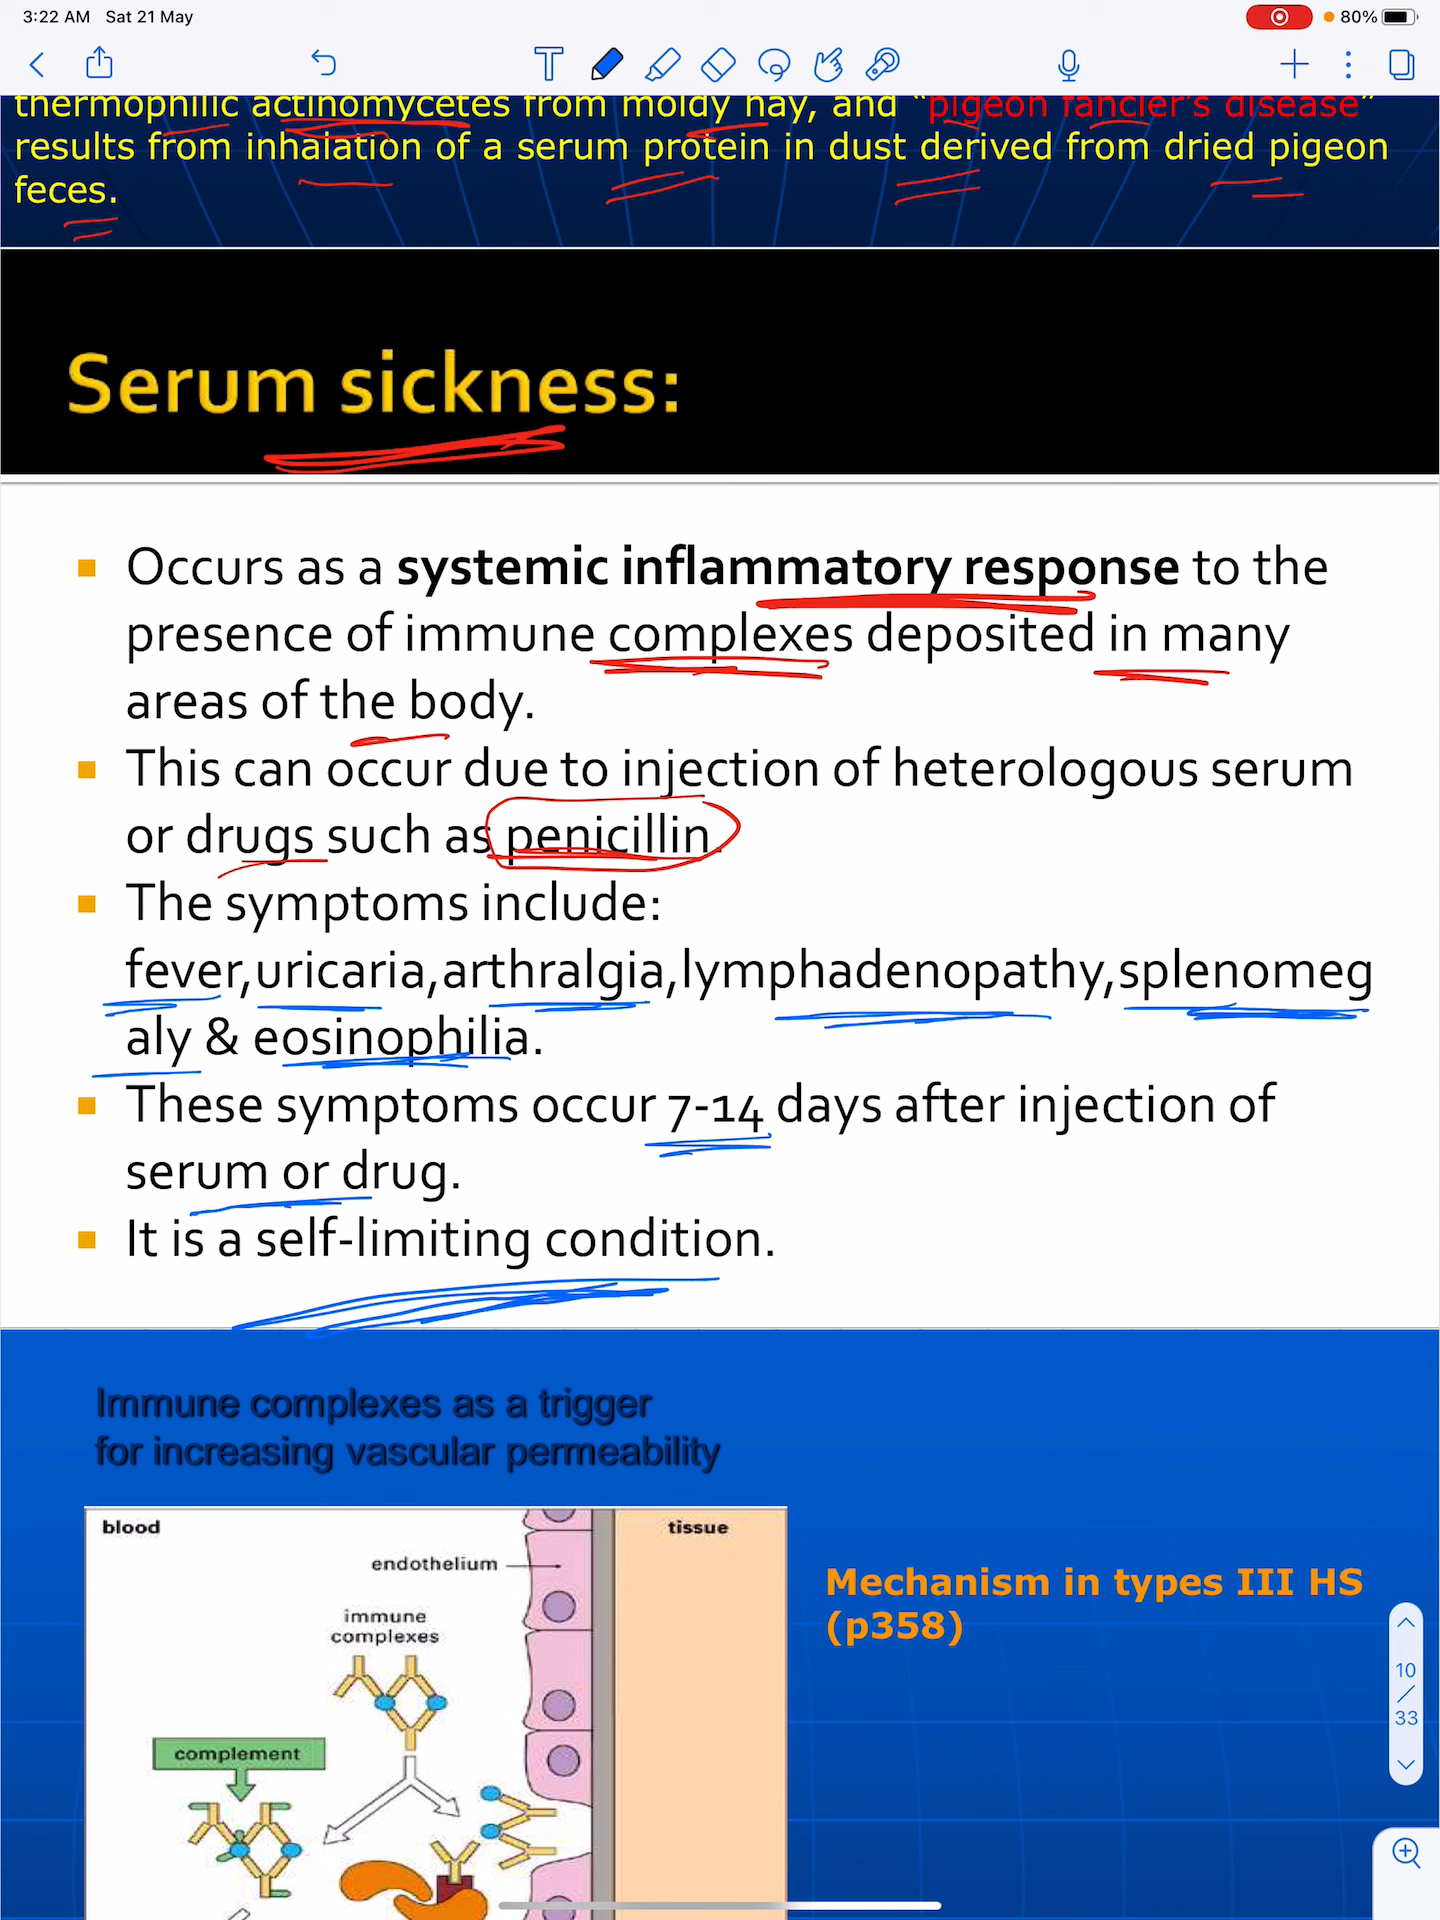 3:22 AM Sat 21 May
80%
thermophilic actinomycetes from moldy hay, and "pigeon fancier's disease"
results from inhalation of a serum protein in dust derived from dried pigeon
feces.
Serum sickness:
Occurs as a systemic inflammatory response to the
presence of immune complexes deposited in many
areas of the body.
This can occur due to injection of heterologous serum
or drugs such as penicillin.
The symptoms include:
fever,uricaria,arthralgia,lymphadenopathy,splenomeg
aly & eosinophilia.
These symptoms occur 7-14 days after injection of
serum or drug.
It is a self-limiting condition.
Immune complexes as a trigger
for increasing vascular permeability
blood
tissue
endothelium
immune
complexes
complement
Mechanism in types III HS
(p358)
10
/
33